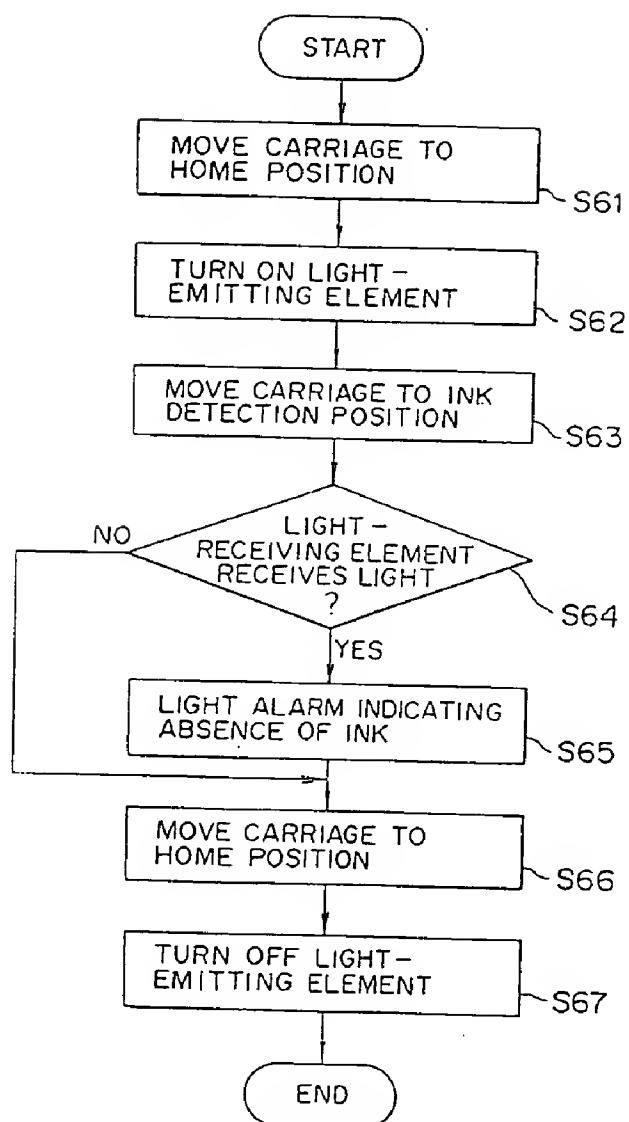 START
MOVE CARRIAGE TO
HOME POSITION
S61
TURN ON LIGHT-
EMITTING ELEMENT
S62
MOVE CARRIAGE TO INK
DETECTION POSITION
S63
NO
LIGHT-
RECEIVING ELEMENT
RECEIVES LIGHT
?
S64
YES
LIGHT ALARM INDICATING
ABSENCE OF INK
S65
MOVE CARRIAGE TO
HOME POSITION
S66
TURN OFF LIGHT-
EMITTING ELEMENT
S67
END